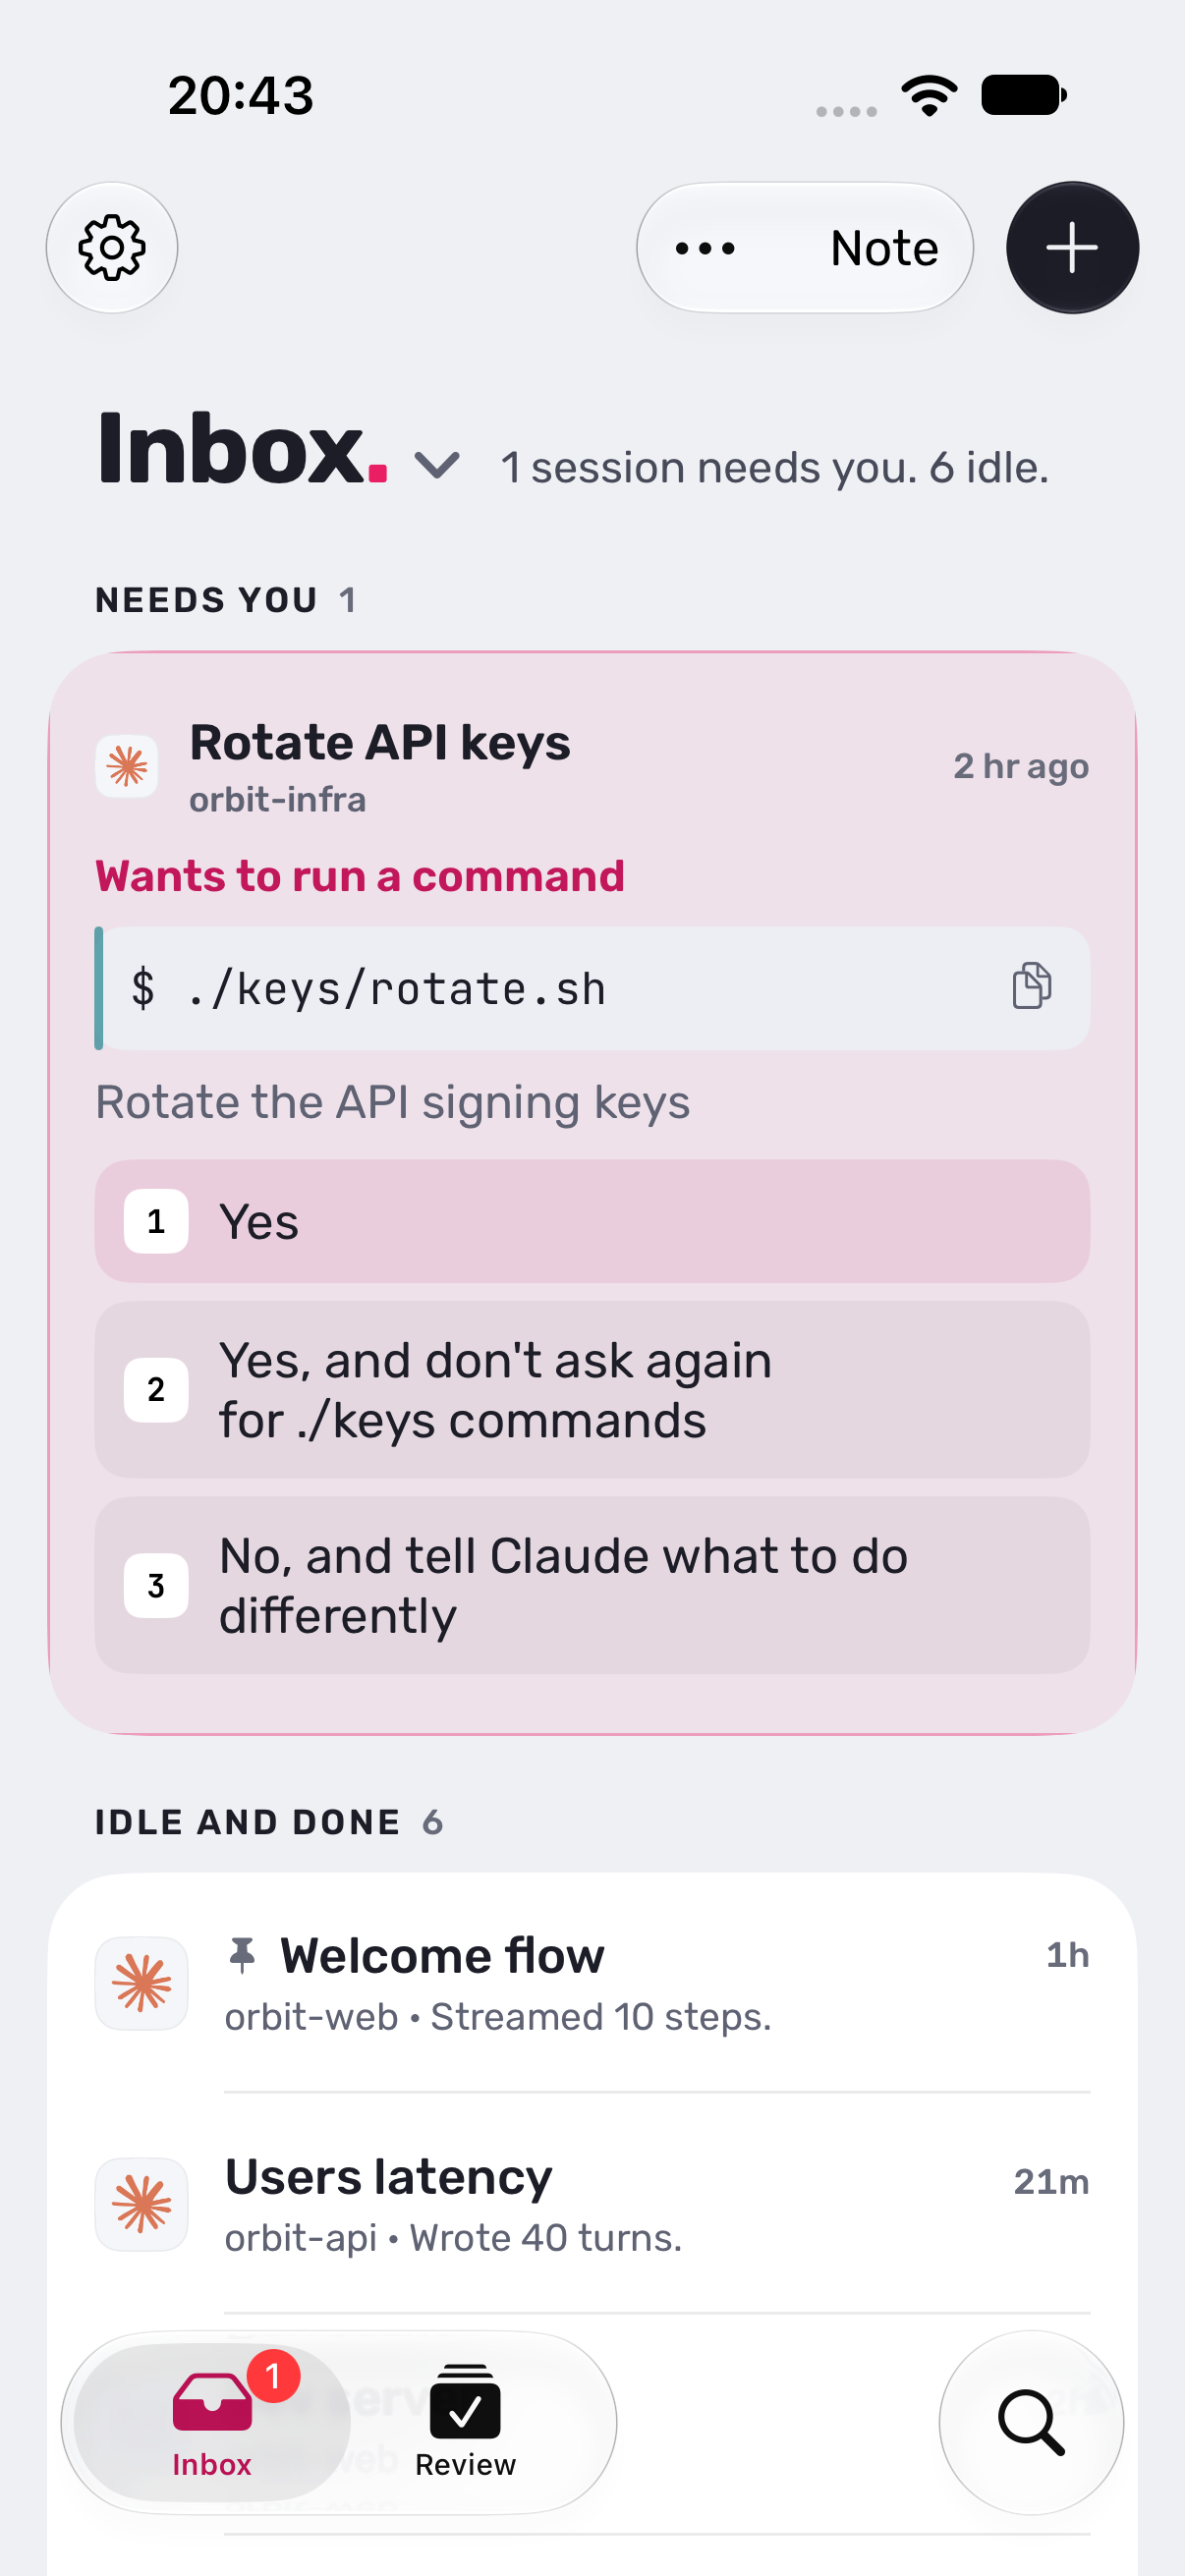 20:43
Note
Inbox.
1 session needs you. 6 idle.
NEEDS YOU 1
Rotate API keys
2 hr ago
orbit-infra
Wants to run a command
$ ./keys/rotate.sh
Rotate the API signing keys
1 Yes
2 Yes, and don't ask again
for ./keys commands
3 No, and tell Claude what to do
differently
IDLE AND DONE 6
Welcome flow
1h
orbit-web • Streamed 10 steps.
Users latency
21m
orbit-api • Wrote 40 turns.
1
Inbox
Review